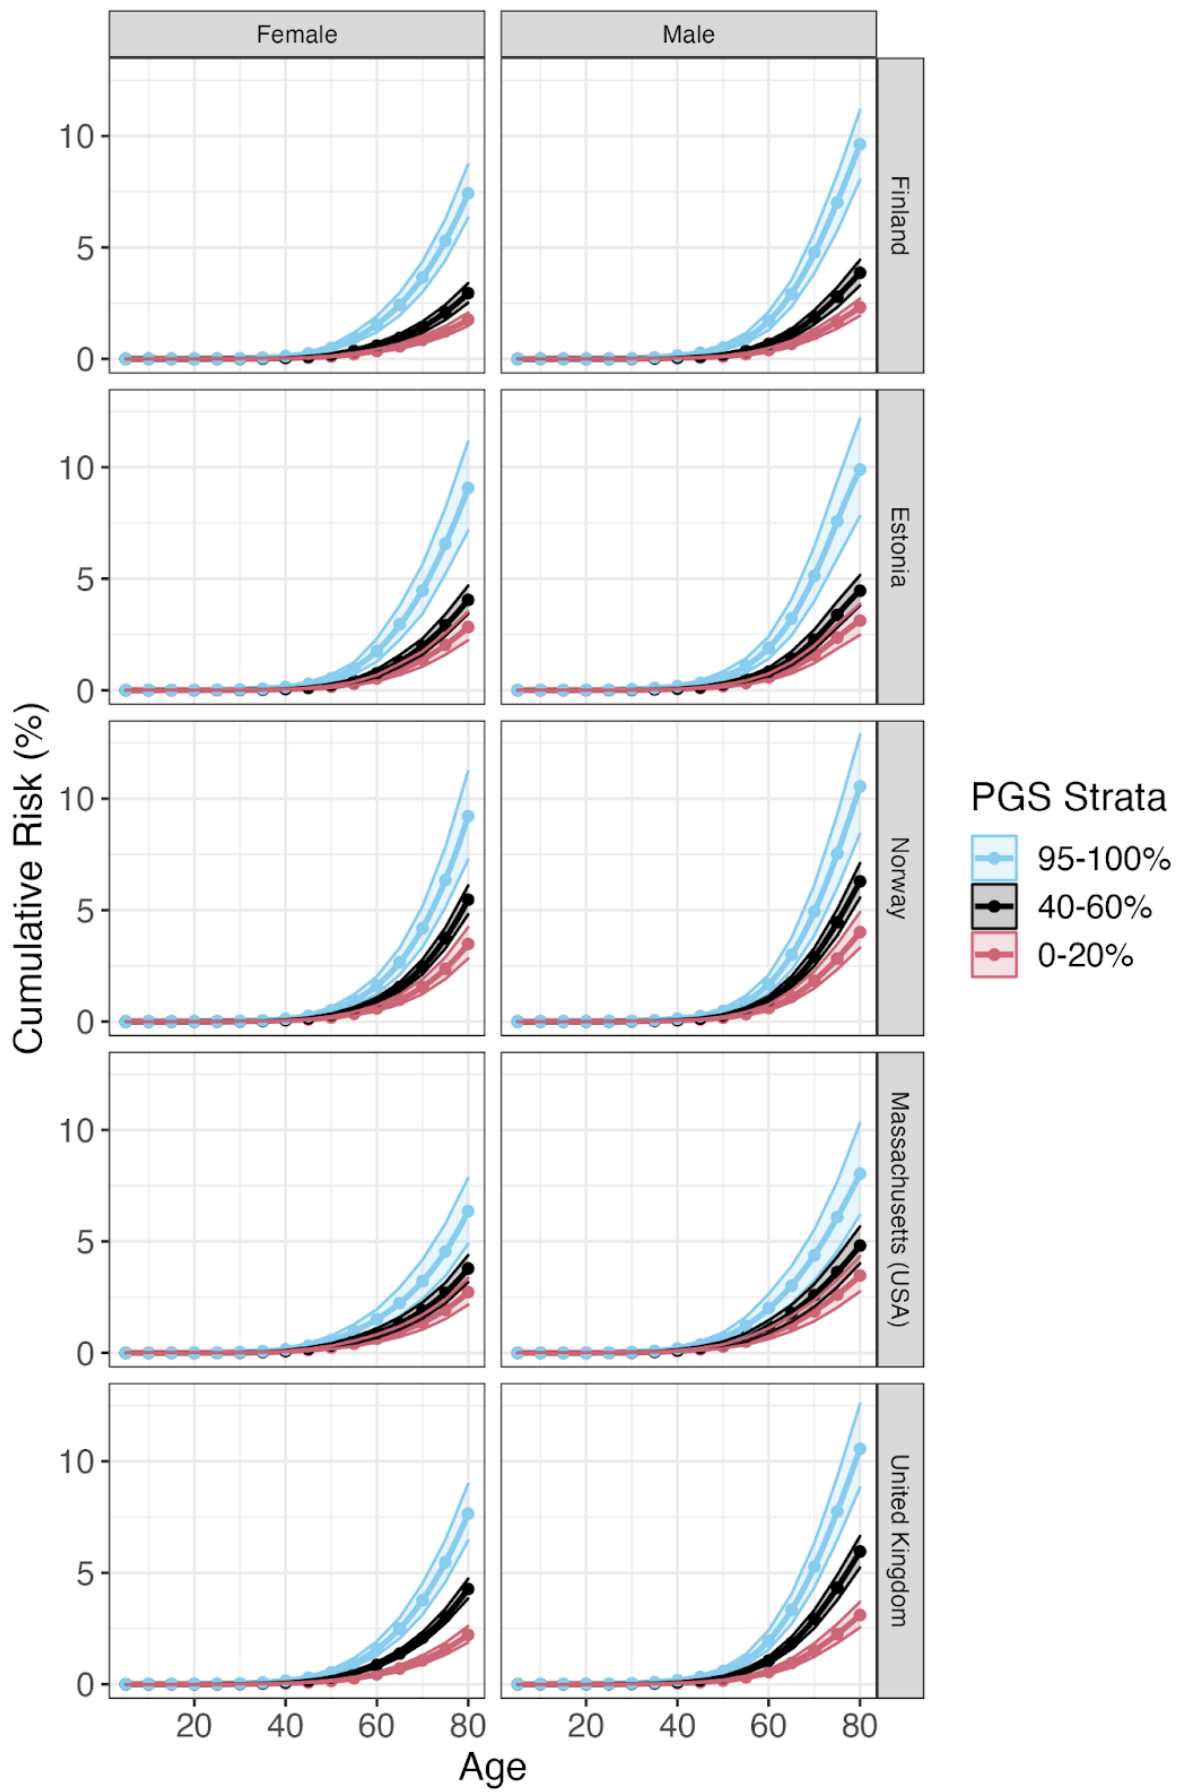 Female
Male
10
5
0
Finland
10
5
0
Estonia
10
5
0
Norway
10
5
0
Massachusetts (USA)
10
5
0
United Kingdom
20 40 60 80
20 40 60 80
Age
Cumulative Risk (%)
PGS Strata
95-100%
40-60%
0-20%